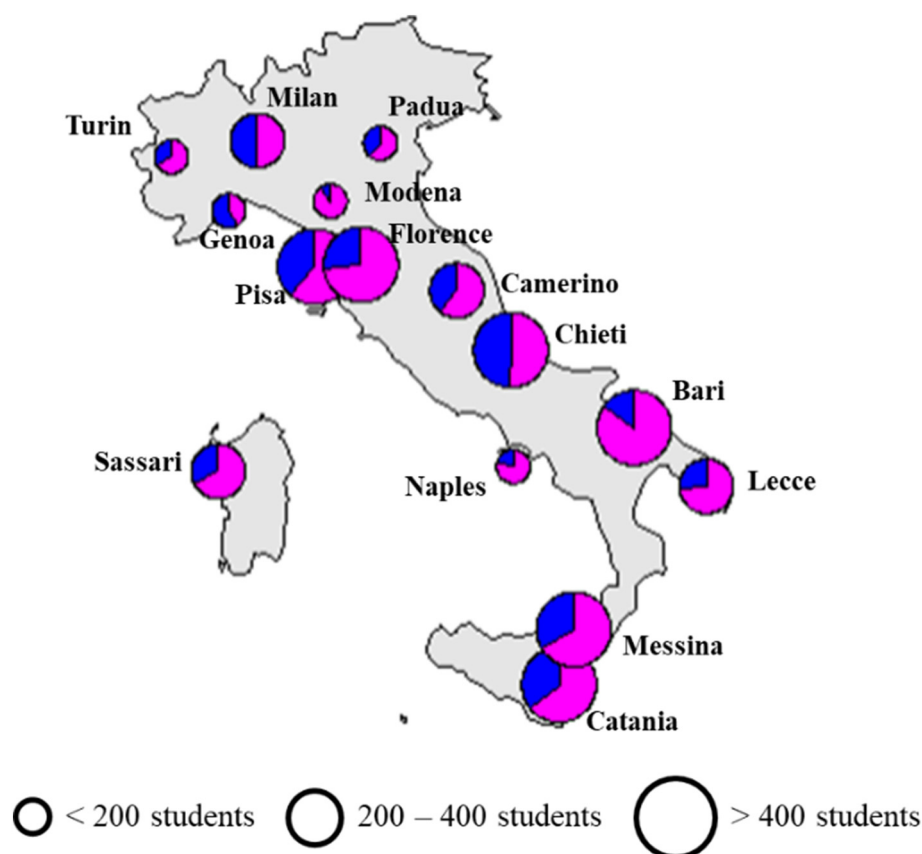 Milan
Padua
Turin
Modena
Genoa
Florence
Pisa
Camerino
Chieti
Bari
Sassari
Naples
Lecce
Messina
Catania
< 200 students
200 – 400 students
> 400 students